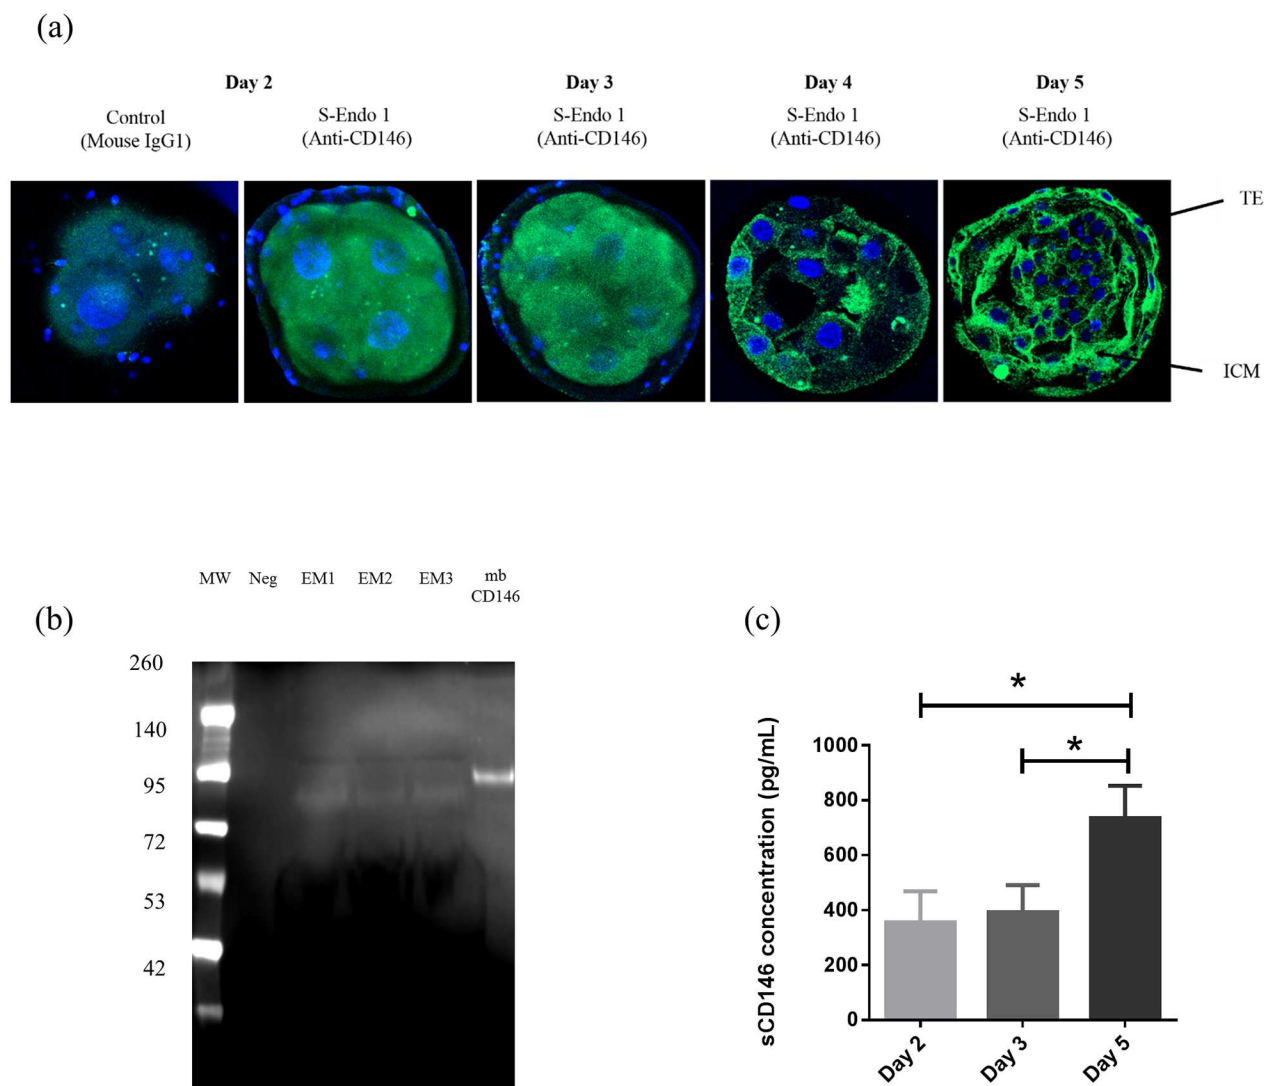 (a)
Day 2
Day 3
Day 4
Day 5
Control
(Mouse IgG1)
S-Endo 1
(Anti-CD146)
S-Endo 1
(Anti-CD146)
S-Endo 1
(Anti-CD146)
S-Endo 1
(Anti-CD146)
TE
ICM
(b)
MW
Neg
EM1
EM2
EM3
mb
CD146
260
140
95
72
53
42
(c)
*
*
sCD146 concentration (pg/mL)
1000
800
600
400
200
0
Day 2
Day 3
Day 5